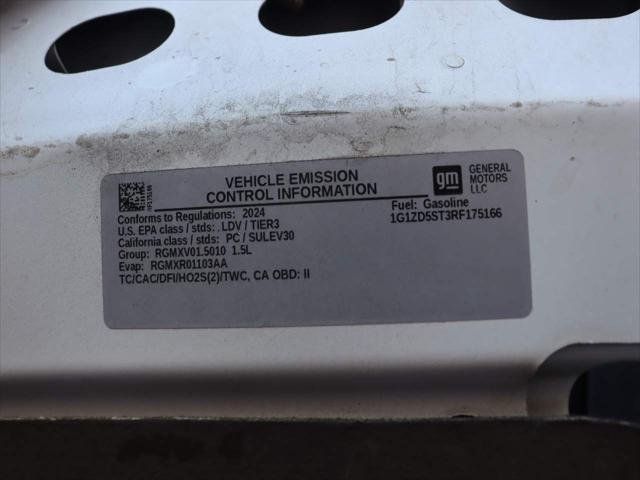 VEHICLE EMISSION
CONTROL INFORMATION
gm
GENERAL
MOTORS
LLC
Conforms to Regulations: 2024
U.S. EPA class / stds: . LDV / TIER3
California class / stds: PC / SULEV30
Group: RGMXV01.5010 1.5L
Evap: RGMXR01103AA
TC/CAC/DFI/HO2S(2)/TWC, CA OBD: II
Fuel: Gasoline
1G1ZD5ST3RF175166
RF175166